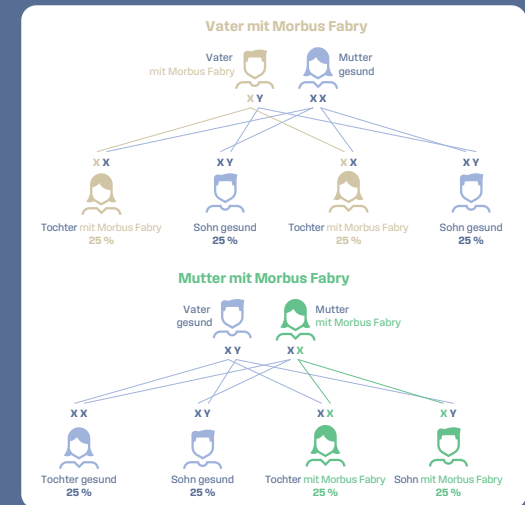 Vater mit Morbus Fabry
Vater
mit Morbus Fabry
Mutter
gesund
X Y
X X
X X
X Y
X X
X Y
Tochter mit Morbus Fabry
25 %
Sohn gesund
25 %
Tochter mit Morbus Fabry
25 %
Sohn gesund
25 %
Mutter mit Morbus Fabry
Vater
gesund
Mutter
mit Morbus Fabry
X Y
X X
X X
X Y
X X
X Y
Tochter gesund
25 %
Sohn gesund
25 %
Tochter mit Morbus Fabry
25 %
Sohn mit Morbus Fabry
25 %